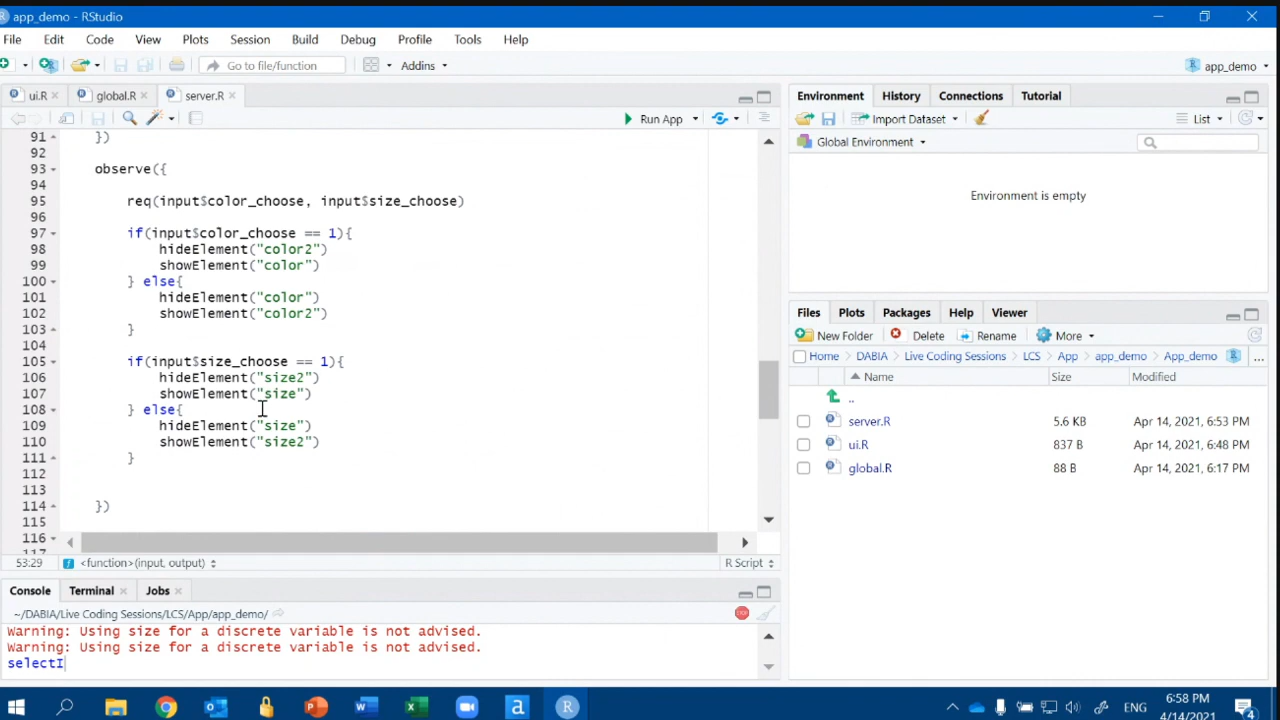 app_demo - RStudio
File Edit Code View Plots Session Build Debug Profile Tools Help
Go to file/function Addins app_demo
ui.R global.R server.R
Run App
91 })
92
93 observe({
94
95 req(input$color_choose, input$size_choose)
96
97 if(input$color_choose == 1){
98 hideElement("color2")
99 showElement("color")
100 } else{
101 hideElement("color")
102 showElement("color2")
103 }
104
105 if(input$size_choose == 1){
106 hideElement("size2")
107 showElement("size")
108 } else{
109 hideElement("size")
110 showElement("size2")
111 }
112
113
114 })
115
116
117
53:29 <function>(input, output) R Script
Console Terminal Jobs
~/DABIA/Live Coding Sessions/LCS/App/app_demo/
Warning: Using size for a discrete variable is not advised.
Warning: Using size for a discrete variable is not advised.
selectI
Environment History Connections Tutorial
Import Dataset List
Global Environment
Environment is empty
Files Plots Packages Help Viewer
New Folder Delete Rename More
Home DABIA Live Coding Sessions LCS App app_demo App_demo ...
Name Size Modified
..
server.R 5.6 KB Apr 14, 2021, 6:53 PM
ui.R 837 B Apr 14, 2021, 6:48 PM
global.R 88 B Apr 14, 2021, 6:17 PM
ENG 6:58 PM
4/14/2021 4